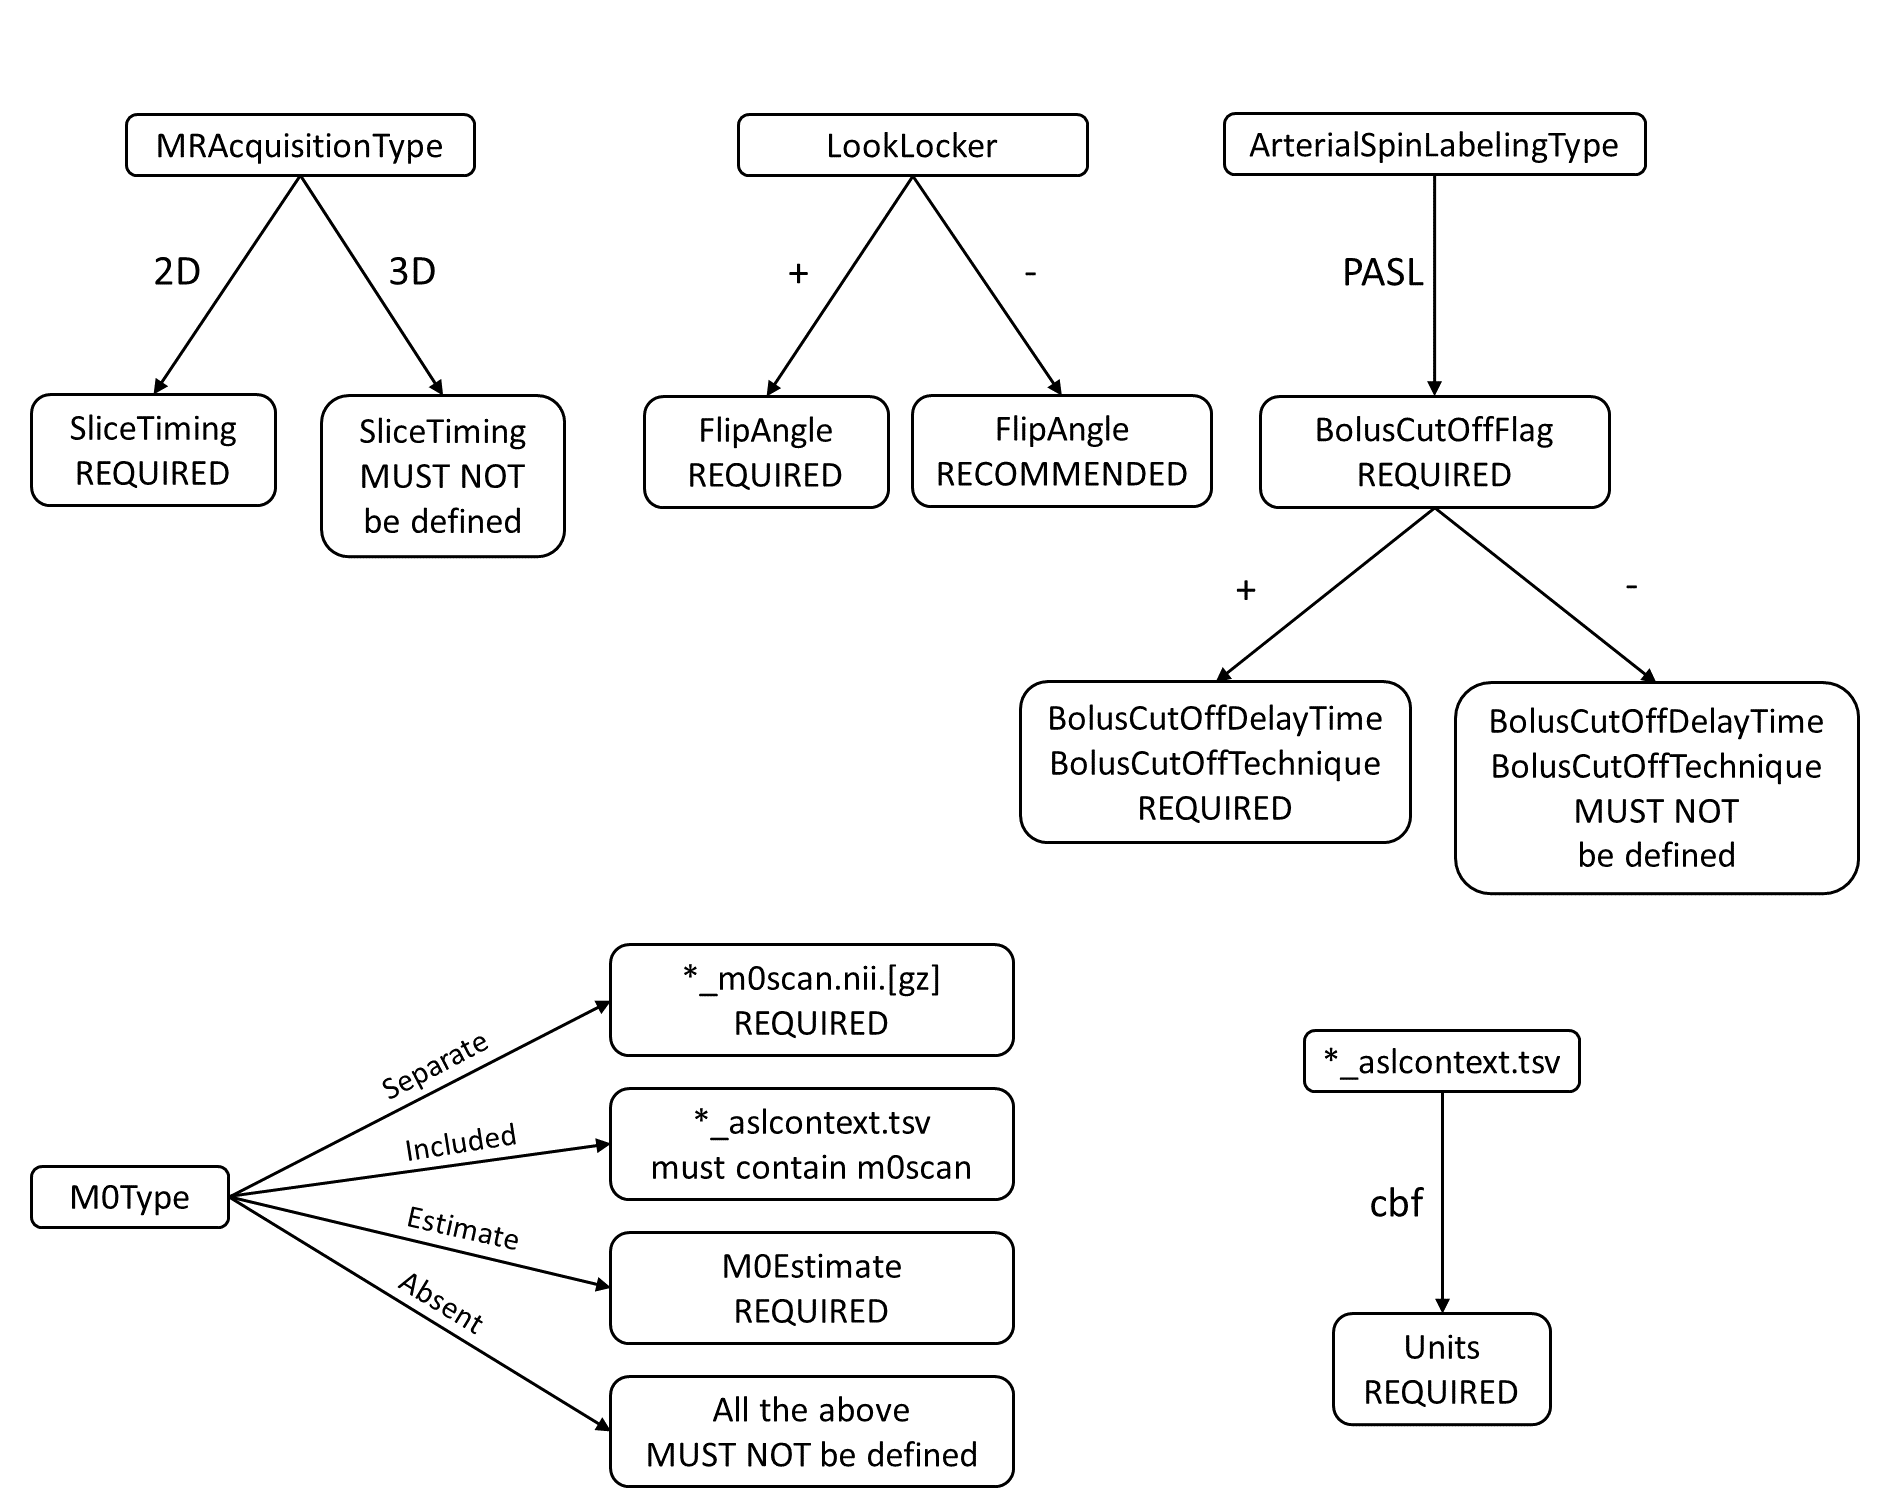 MRAcquisitionType
2D
3D
SliceTiming
REQUIRED
SliceTiming
MUST NOT
be defined
LookLocker
+
-
FlipAngle
REQUIRED
FlipAngle
RECOMMENDED
ArterialSpinLabelingType
PASL
BolusCutOffFlag
REQUIRED
+
-
BolusCutOffDelayTime
BolusCutOffTechnique
REQUIRED
BolusCutOffDelayTime
BolusCutOffTechnique
MUST NOT
be defined
M0Type
Separate
*_m0scan.nii.[gz]
REQUIRED
Included
*_aslcontext.tsv
must contain m0scan
Estimate
M0Estimate
REQUIRED
Absent
All the above
MUST NOT be defined
*_aslcontext.tsv
cbf
Units
REQUIRED